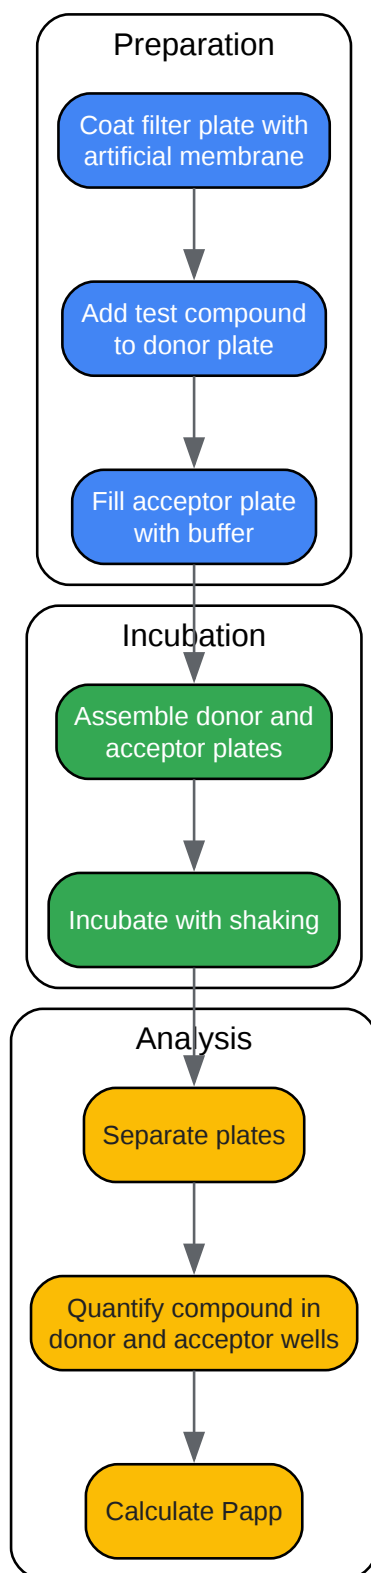 Preparation
Coat filter plate with
artificial membrane
Add test compound
to donor plate
Fill acceptor plate
with buffer
Incubation
Assemble donor and
acceptor plates
Incubate with shaking
Analysis
Separate plates
Quantify compound in
donor and acceptor wells
Calculate Papp